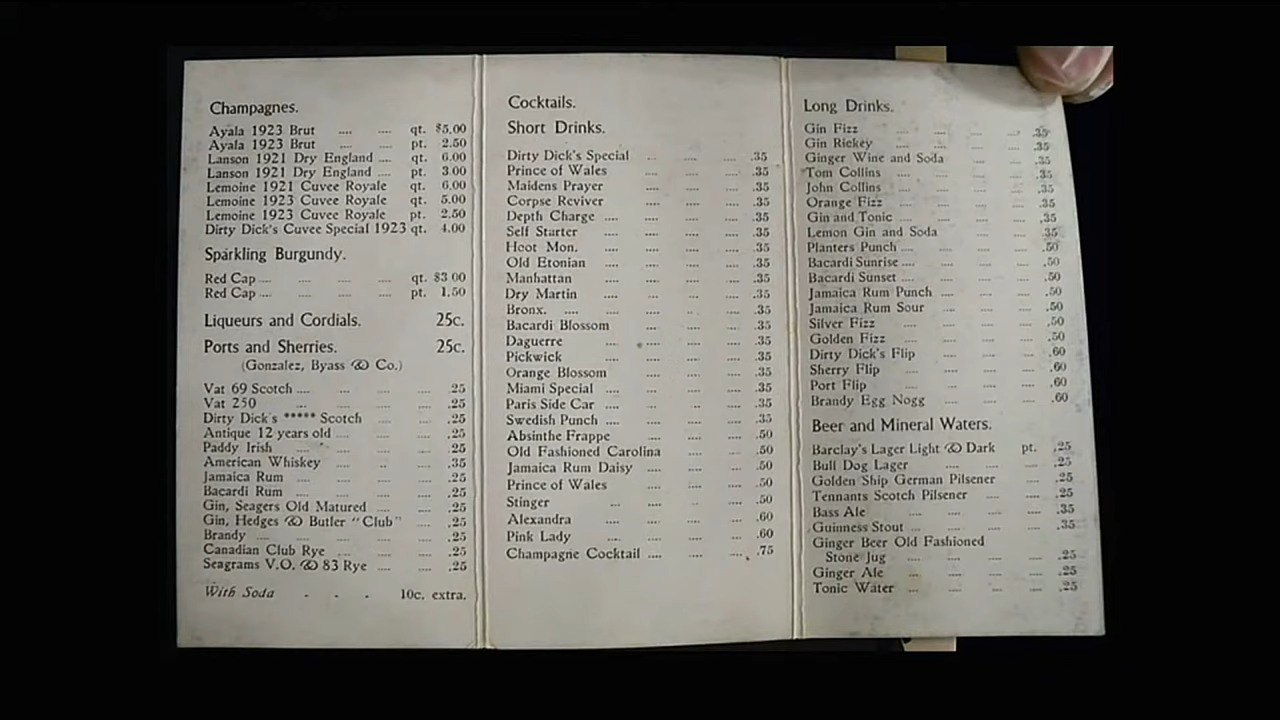 Champagnes.
Ayala 1923 Brut .... .... qt. $5.00
Ayala 1923 Brut .... .... pt. 2.50
Lanson 1921 Dry England .... qt. 6.00
Lanson 1921 Dry England .... pt. 3 00
Lemoine 1921 Cuvee Royale qt. 6.00
Lemoine 1923 Cuvee Royale qt. 5.00
Lemoine 1923 Cuvee Royale pt. 2.50
Dirty Dick's Cuvee Special 1923 qt. 4.00
Sparkling Burgundy.
Red Cap .... .... .... .... qt. $3 00
Red Cap .... .... .... .... pt. 1.50
Liqueurs and Cordials. 25c.
Ports and Sherries. 25c.
(Gonzalez, Byass & Co.)
Vat 69 Scotch .... .... .... .25
Vat 250 .... .... .... .25
Dirty Dick's ***** Scotch .... .... .25
Antique 12 years old .... .... .... .25
Paddy Irish .... .... .... .25
American Whiskey .... .... .... .35
Jamaica Rum .... .... .... .25
Bacardi Rum .... .... .... .25
Gin, Seagers Old Matured .... .... .25
Gin, Hedges & Butler "Club" .... .25
Brandy .... .... .... .... .25
Canadian Club Rye .... .... .... .25
Seagrams V.O. & 83 Rye .... .... .25
With Soda . . . 10c. extra.
Cocktails.
Short Drinks.
Dirty Dick's Special .... .... .... .35
Prince of Wales .... .... .... .35
Maidens Prayer .... .... .... .35
Corpse Reviver .... .... .... .35
Depth Charge .... .... .... .... .35
Self Starter .... .... .... .... .35
Hoot Mon. .... .... .... .... .35
Old Etonian .... .... .... .... .35
Manhattan .... .... .... .... .35
Dry Martin .... .... .... .... .35
Bronx. .... .... .... .... .35
Bacardi Blossom .... .... .... .35
Daguerre .... .... .... .... .35
Pickwick .... .... .... .... .35
Orange Blossom .... .... .... .35
Miami Special .... .... .... .... .35
Paris Side Car .... .... .... .... .35
Swedish Punch .... .... .... .... .35
Absinthe Frappe .... .... .... .50
Old Fashioned Carolina .... .... .50
Jamaica Rum Daisy .... .... .... .50
Prince of Wales .... .... .... .50
Stinger .... .... .... .... .50
Alexandra .... .... .... .... .60
Pink Lady .... .... .... .... .60
Champagne Cocktail .... .... .... .75
Long Drinks.
Gin Fizz .... .... .... .... .35
Gin Rickey .... .... .... .... .35
Ginger Wine and Soda .... .... .35
Tom Collins .... .... .... .... .35
John Collins .... .... .... .... .35
Orange Fizz .... .... .... .... .35
Gin and Tonic .... .... .... .... .35
Lemon Gin and Soda .... .... .35
Planters Punch .... .... .... .... .50
Bacardi Sunrise .... .... .... .... .50
Bacardi Sunset .... .... .... .... .50
Jamaica Rum Punch .... .... .... .50
Jamaica Rum Sour .... .... .... .50
Silver Fizz .... .... .... .... .50
Golden Fizz .... .... .... .... .50
Dirty Dick's Flip .... .... .... .60
Sherry Flip .... .... .... .... .60
Port Flip .... .... .... .... .60
Brandy Egg Nogg .... .... .... .60
Beer and Mineral Waters.
Barclay's Lager Light & Dark pt. .25
Bull Dog Lager .... .... .... .25
Golden Ship German Pilsener .... .25
Tennants Scotch Pilsener .... .... .25
Bass Ale .... .... .... .... .35
Guinness Stout .... .... .... .... .35
Ginger Beer Old Fashioned
Stone Jug .... .... .... .... .25
Ginger Ale .... .... .... .... .25
Tonic Water .... .... .... .... .25